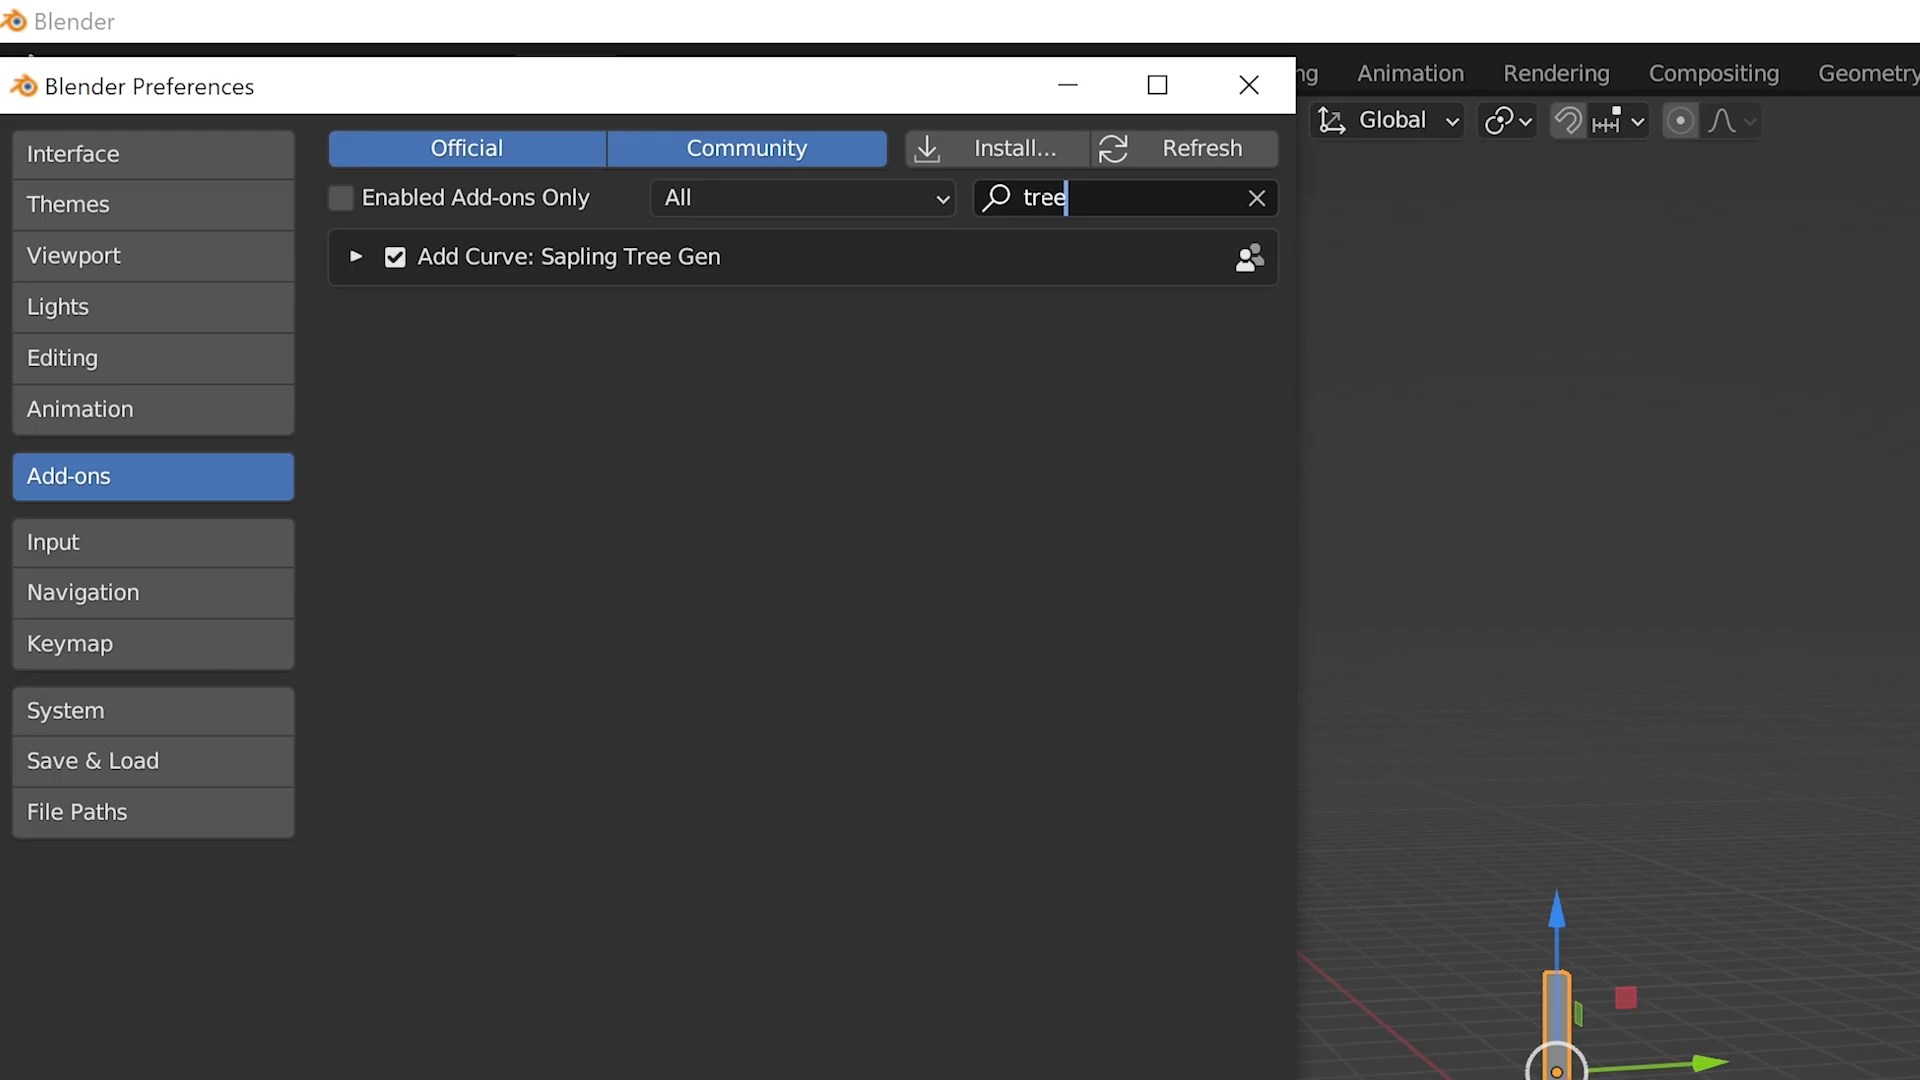 Blender
Blender Preferences
ng Animation Rendering Compositing Geometry
Global
Interface
Themes
Viewport
Lights
Editing
Animation
Add-ons
Input
Navigation
Keymap
System
Save & Load
File Paths
Official Community Install... Refresh
Enabled Add-ons Only All tree
Add Curve: Sapling Tree Gen